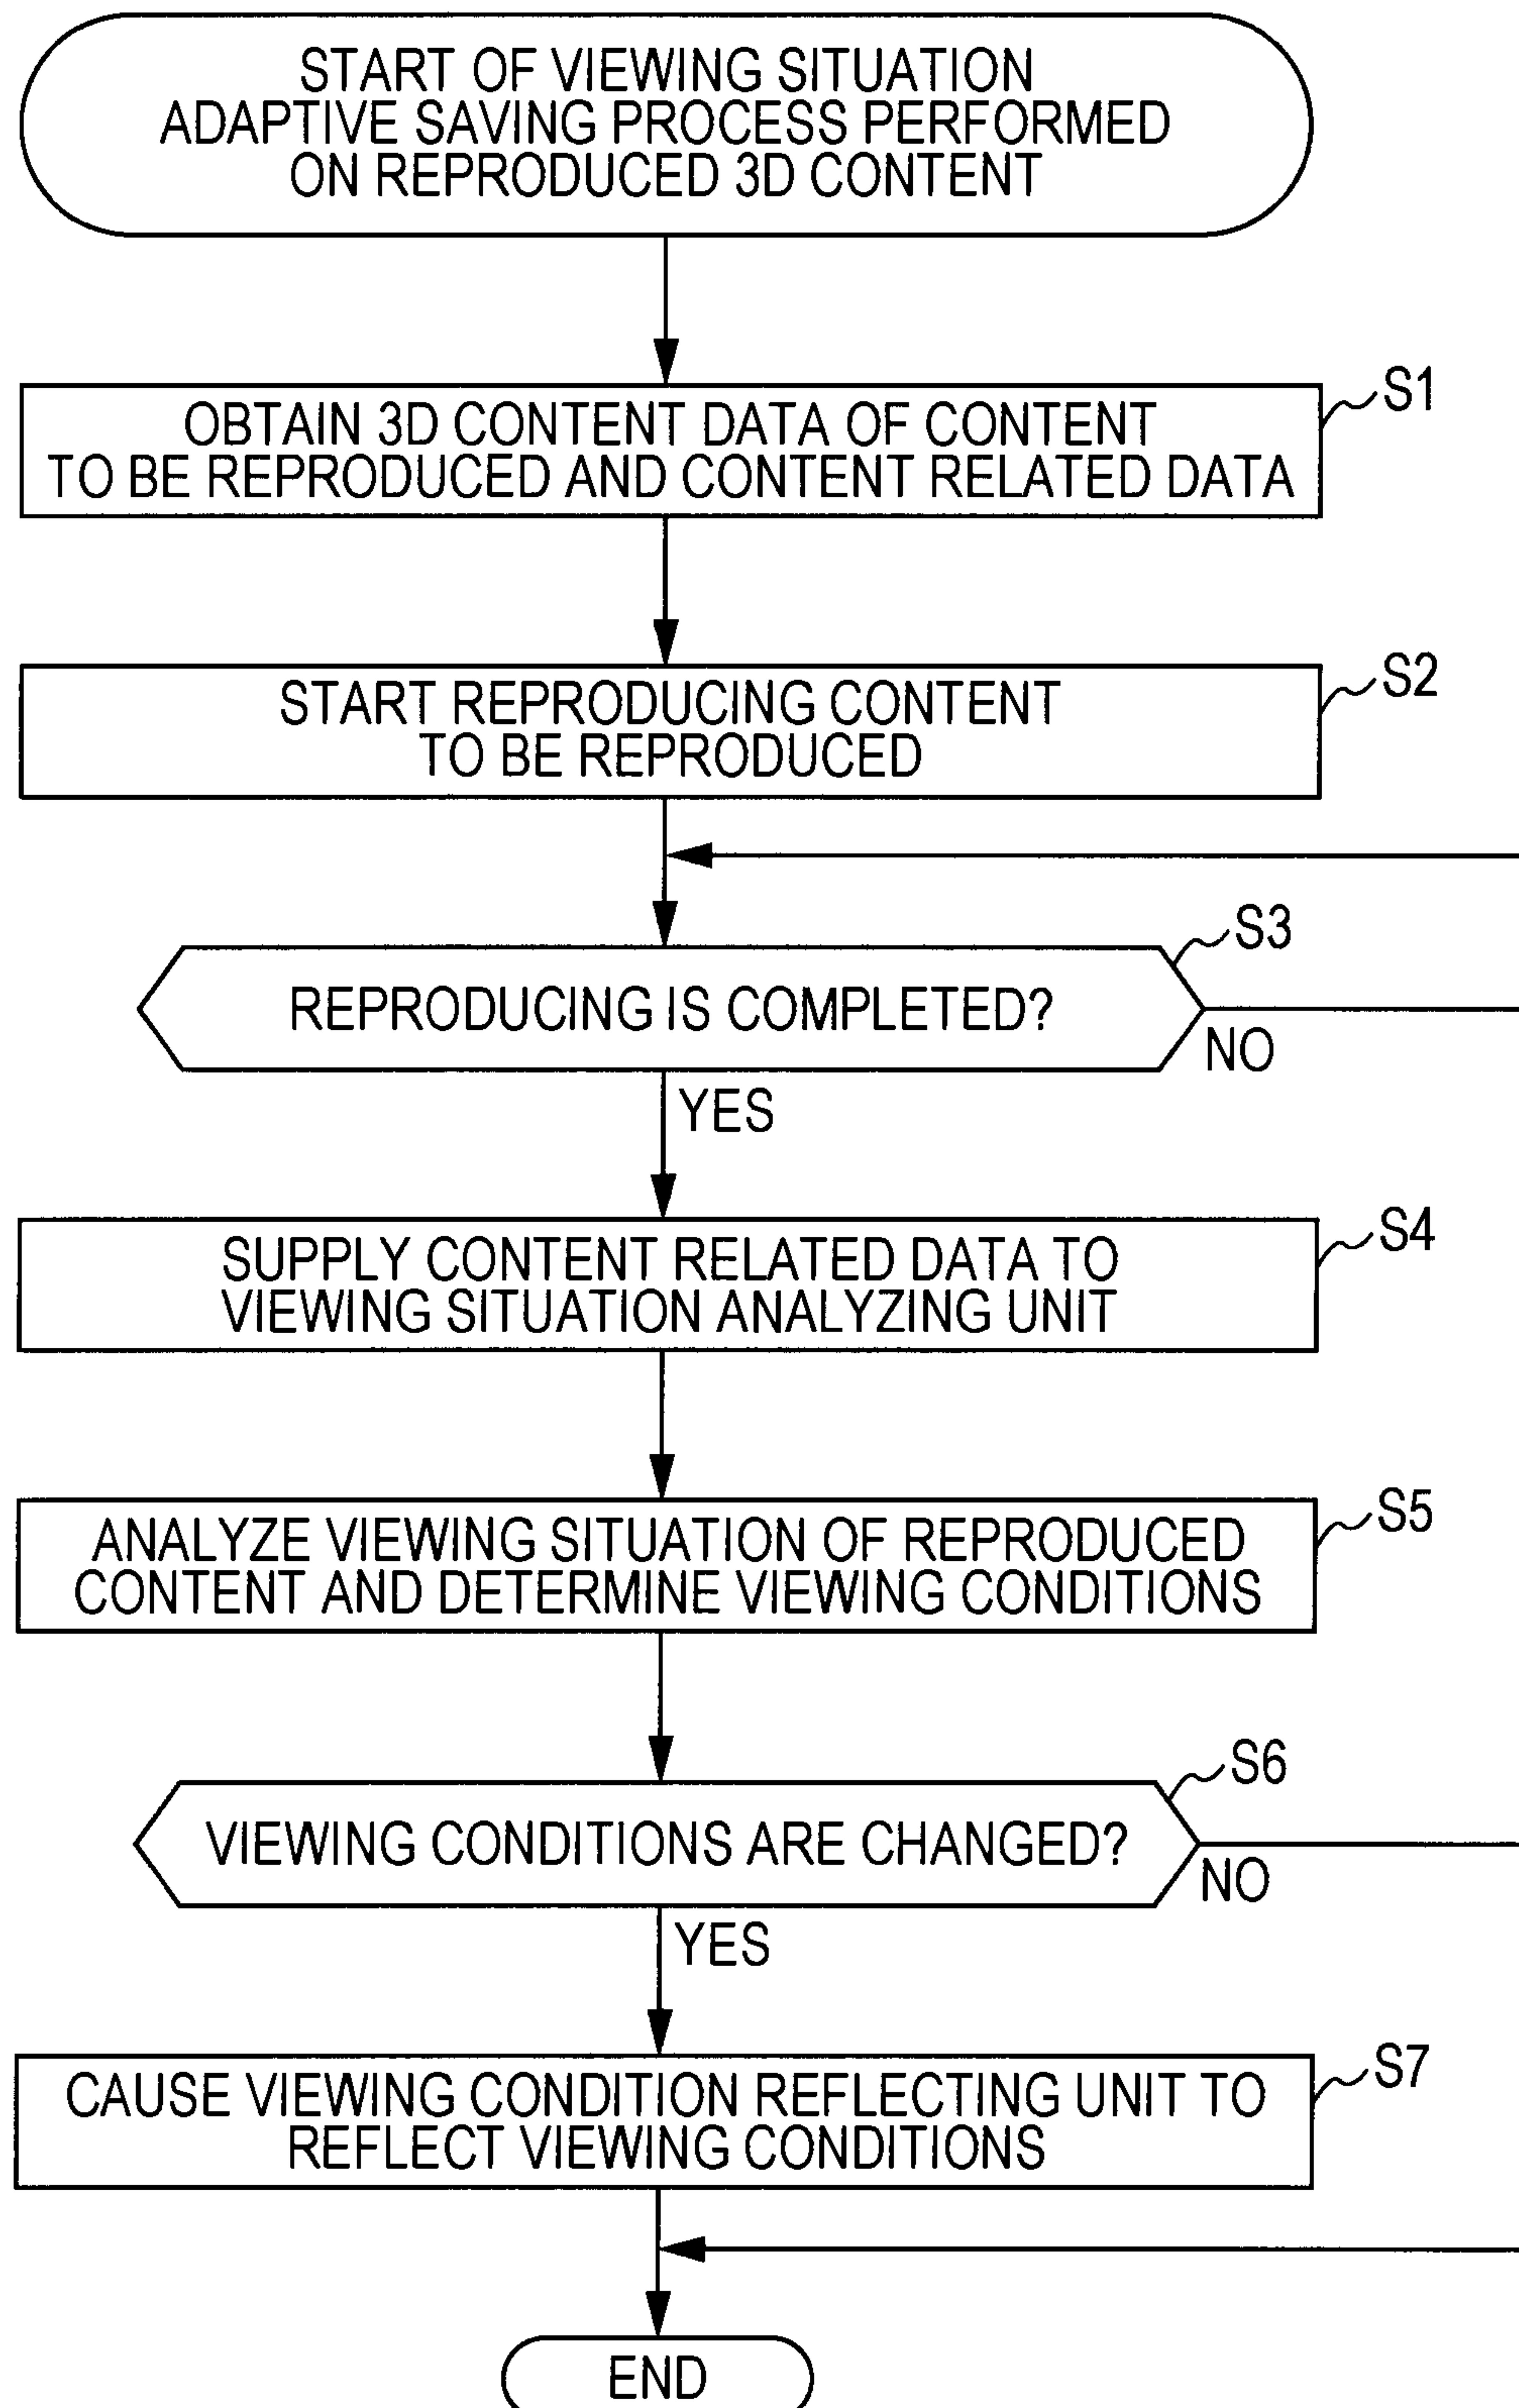 START OF VIEWING SITUATION
ADAPTIVE SAVING PROCESS PERFORMED
ON REPRODUCED 3D CONTENT
S1
OBTAIN 3D CONTENT DATA OF CONTENT
TO BE REPRODUCED AND CONTENT RELATED DATA
S2
START REPRODUCING CONTENT
TO BE REPRODUCED
S3
REPRODUCING IS COMPLETED?
NO
YES
S4
SUPPLY CONTENT RELATED DATA TO
VIEWING SITUATION ANALYZING UNIT
S5
ANALYZE VIEWING SITUATION OF REPRODUCED
CONTENT AND DETERMINE VIEWING CONDITIONS
S6
VIEWING CONDITIONS ARE CHANGED?
NO
YES
S7
CAUSE VIEWING CONDITION REFLECTING UNIT TO
REFLECT VIEWING CONDITIONS
END